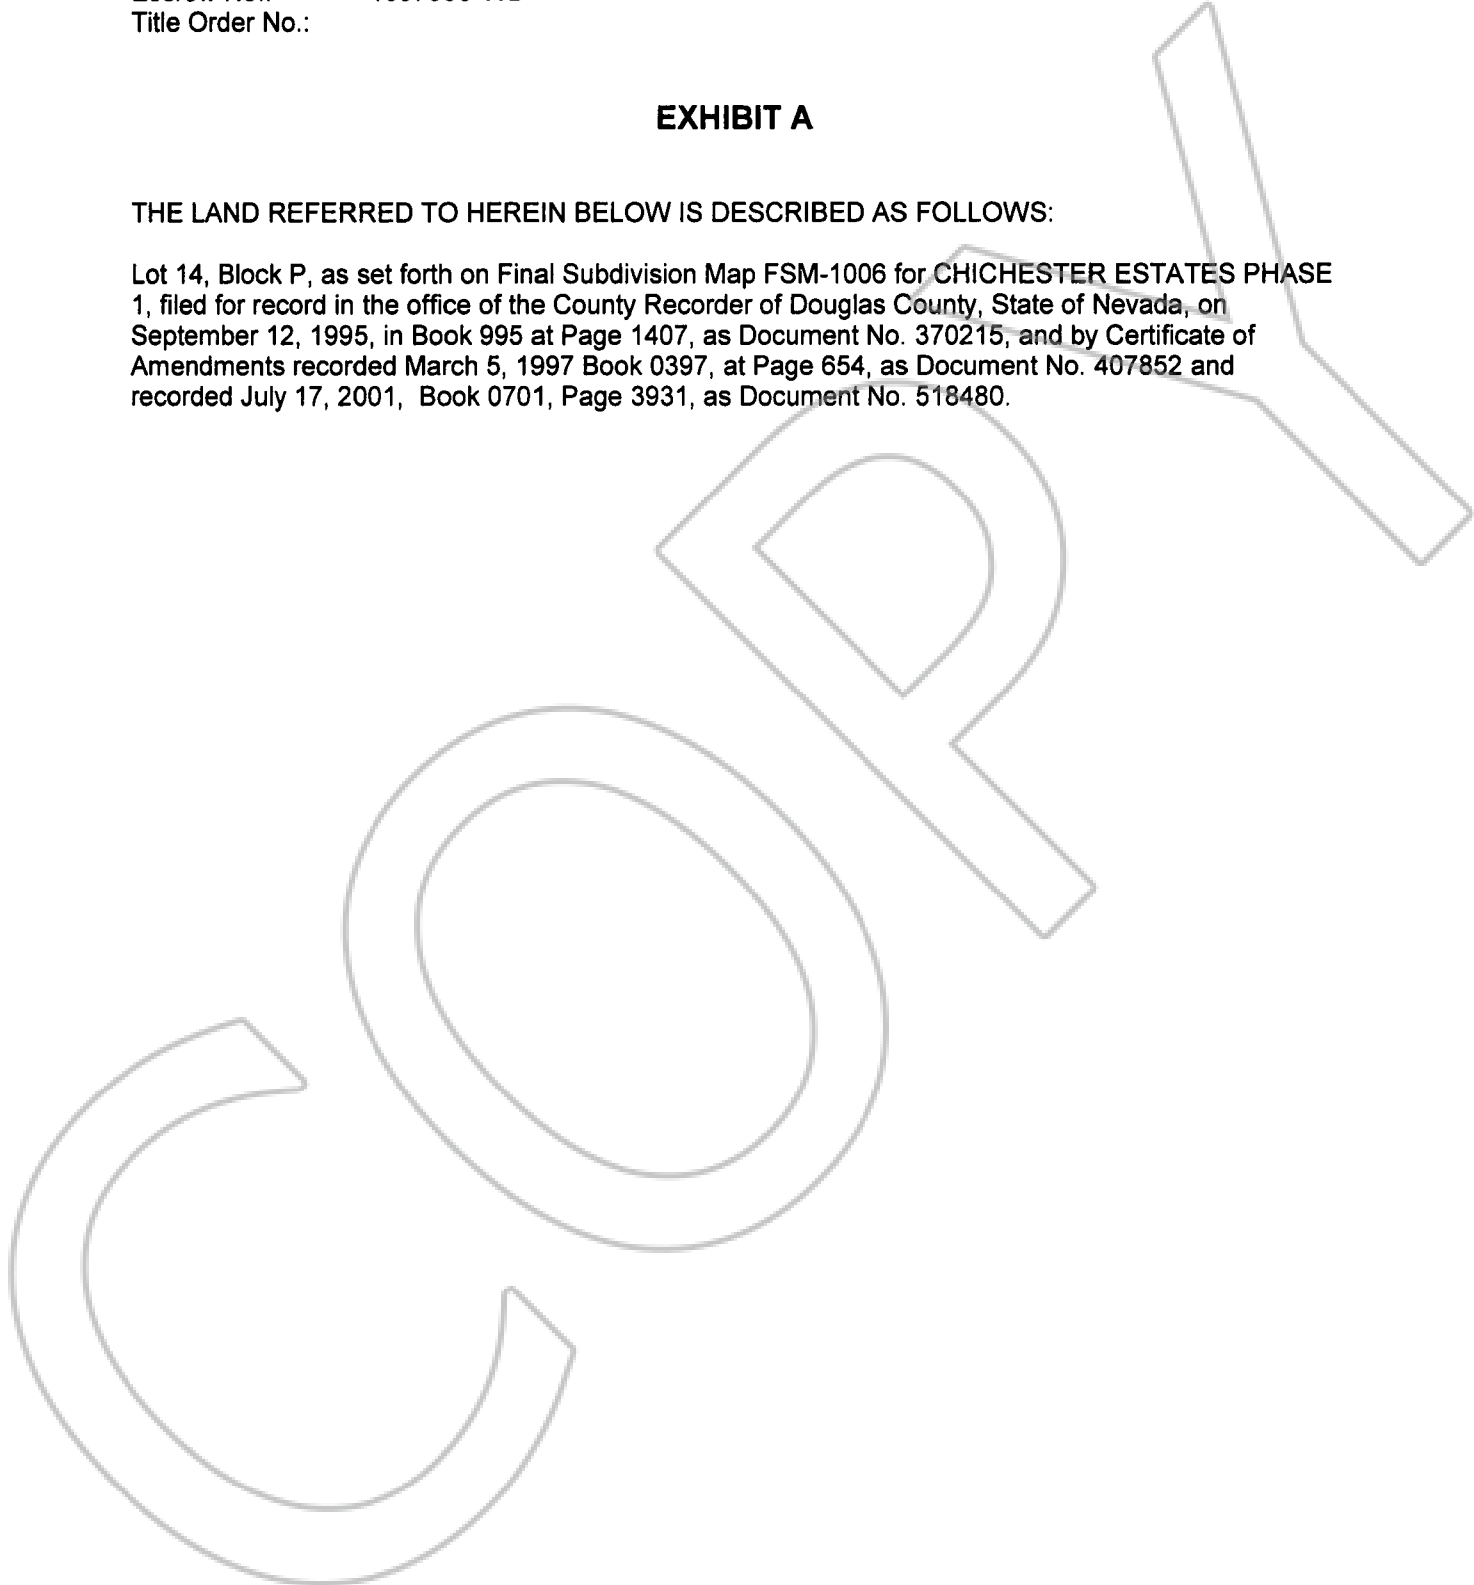 Title Order No.:
EXHIBIT A
THE LAND REFERRED TO HEREIN BELOW IS DESCRIBED AS FOLLOWS:
Lot 14, Block P, as set forth on Final Subdivision Map FSM-1006 for CHICHESTER ESTATES PHASE
1, filed for record in the office of the County Recorder of Douglas County, State of Nevada, on
September 12, 1995, in Book 995 at Page 1407, as Document No. 370215, and by Certificate of
Amendments recorded March 5, 1997 Book 0397, at Page 654, as Document No. 407852 and
recorded July 17, 2001, Book 0701, Page 3931, as Document No. 518480.
COPY